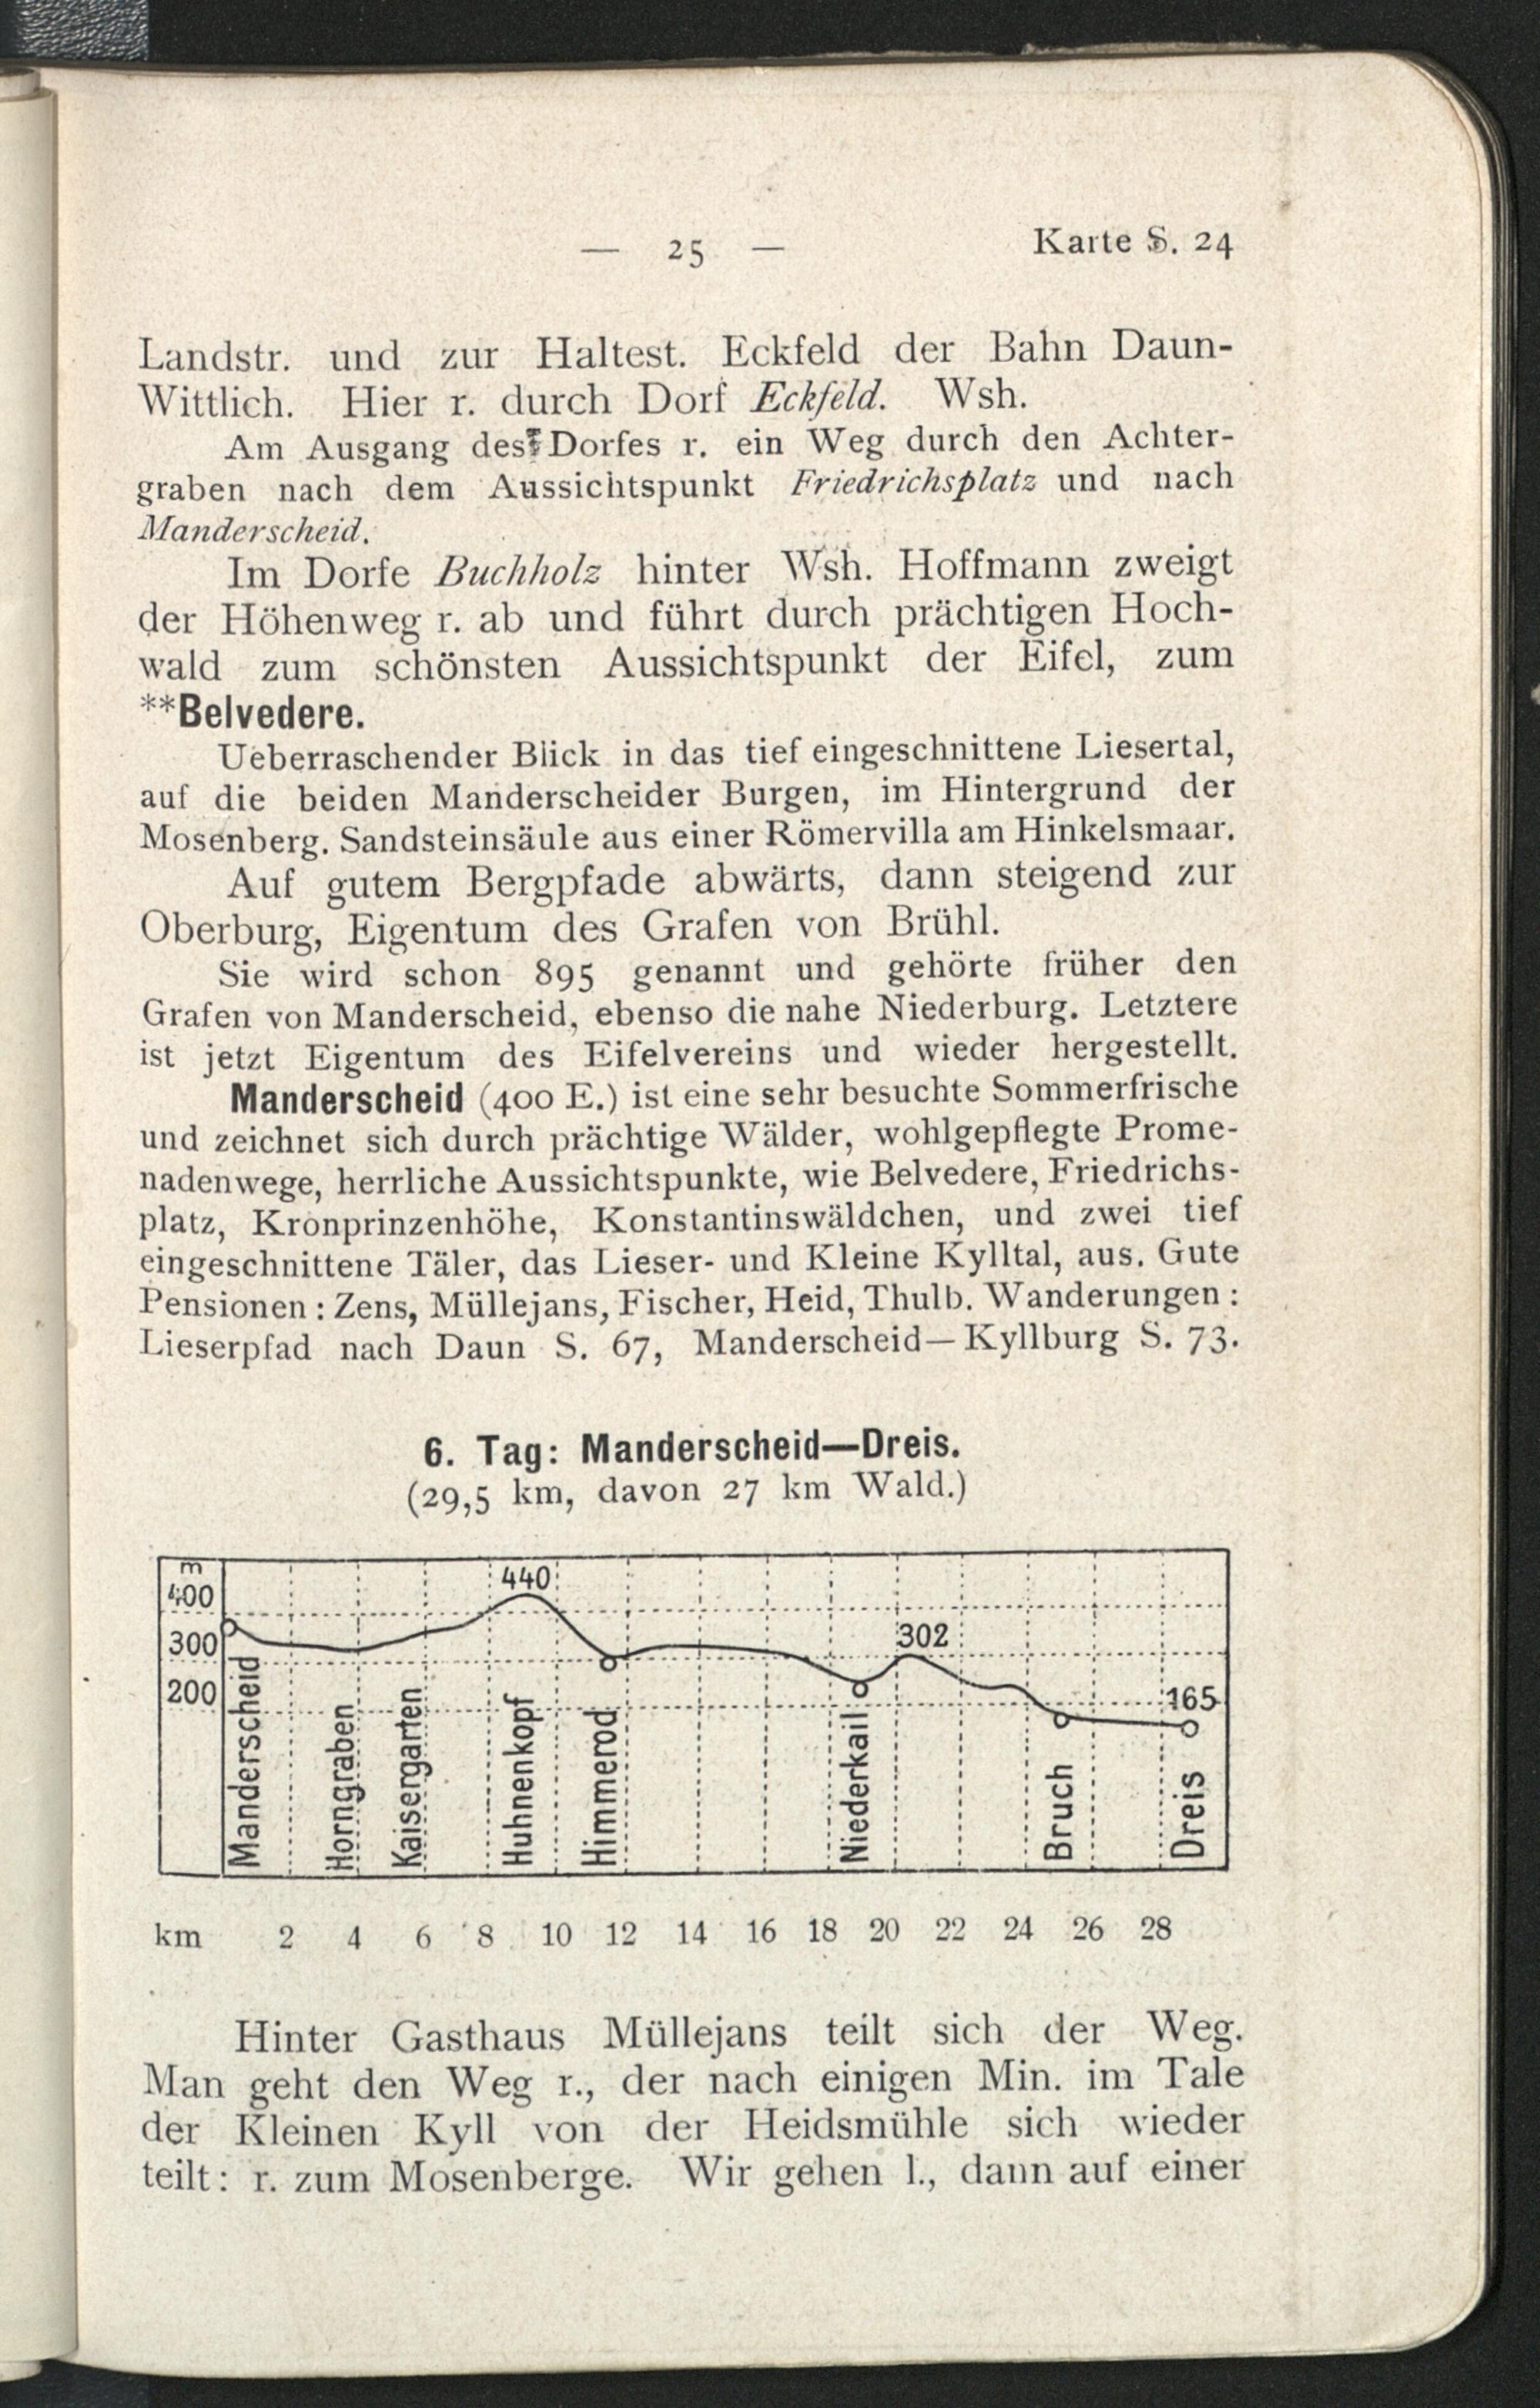 — 25 —
Karte S. 24
Landstr. und zur Haltest. Eckfeld der Bahn Daun-
Wittlich. Hier r. durch Dorf Eckfeld. Wsh.
Am Ausgang des Dorfes r. ein Weg durch den Achter-
graben nach dem Aussichtspunkt Friedrichsplatz und nach
Manderscheid.
Im Dorfe Buchholz hinter Wsh. Hoffmann zweigt
der Höhenweg r. ab und führt durch prächtigen Hoch-
wald zum schönsten Aussichtspunkt der Eifel, zum
**Belvedere.
Ueberraschender Blick in das tief eingeschnittene Liesertal,
auf die beiden Manderscheider Burgen, im Hintergrund der
Mosenberg. Sandsteinsäule aus einer Römervilla am Hinkelsmaar.
Auf gutem Bergpfade abwärts, dann steigend zur
Oberburg, Eigentum des Grafen von Brühl.
Sie wird schon 895 genannt und gehörte früher den
Grafen von Manderscheid, ebenso die nahe Niederburg. Letztere
ist jetzt Eigentum des Eifelvereins und wieder hergestellt.
Manderscheid (400 E.) ist eine sehr besuchte Sommerfrische
und zeichnet sich durch prächtige Wälder, wohlgepflegte Prome-
nadenwege, herrliche Aussichtspunkte, wie Belvedere, Friedrichs-
platz, Kronprinzenhöhe, Konstantinswäldchen, und zwei tief
eingeschnittene Täler, das Lieser- und Kleine Kylltal, aus. Gute
Pensionen: Zens, Müllejans, Fischer, Heid, Thulb. Wanderungen:
Lieserpfad nach Daun S. 67, Manderscheid—Kyllburg S. 73.
6. Tag: Manderscheid—Dreis.
(29,5 km, davon 27 km Wald.)
m
400
300
200
440
302
165
Manderscheid
Horngraben
Kaisergarten
Huhnenkopf
Himmerod
Niederkail
Bruch
Dreis
km 2 4 6 8 10 12 14 16 18 20 22 24 26 28
Hinter Gasthaus Müllejans teilt sich der Weg.
Man geht den Weg r., der nach einigen Min. im Tale
der Kleinen Kyll von der Heidsmühle sich wieder
teilt: r. zum Mosenberge. Wir gehen l., dann auf einer